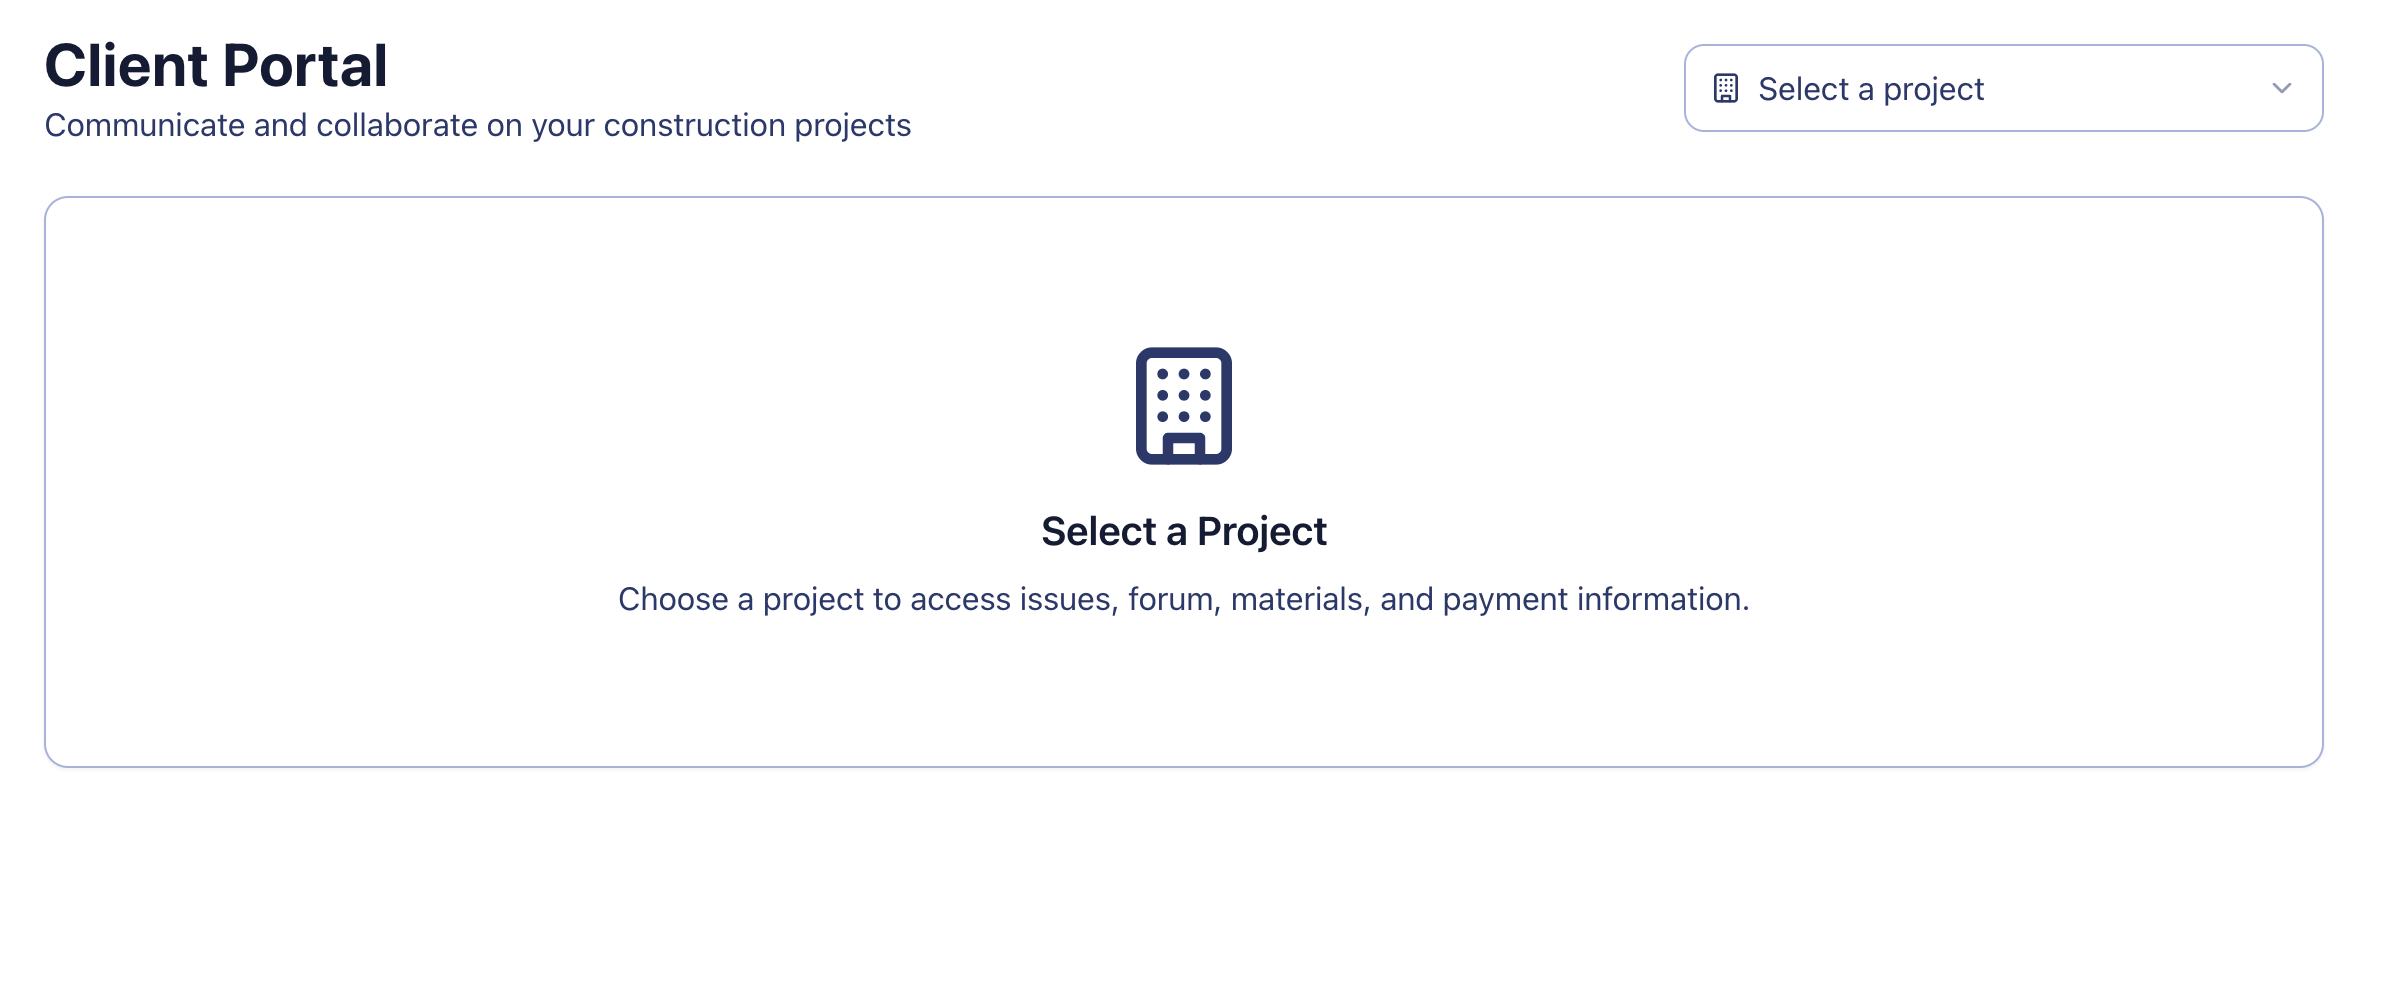 Client Portal
Communicate and collaborate on your construction projects
Select a project
Select a Project
Choose a project to access issues, forum, materials, and payment information.